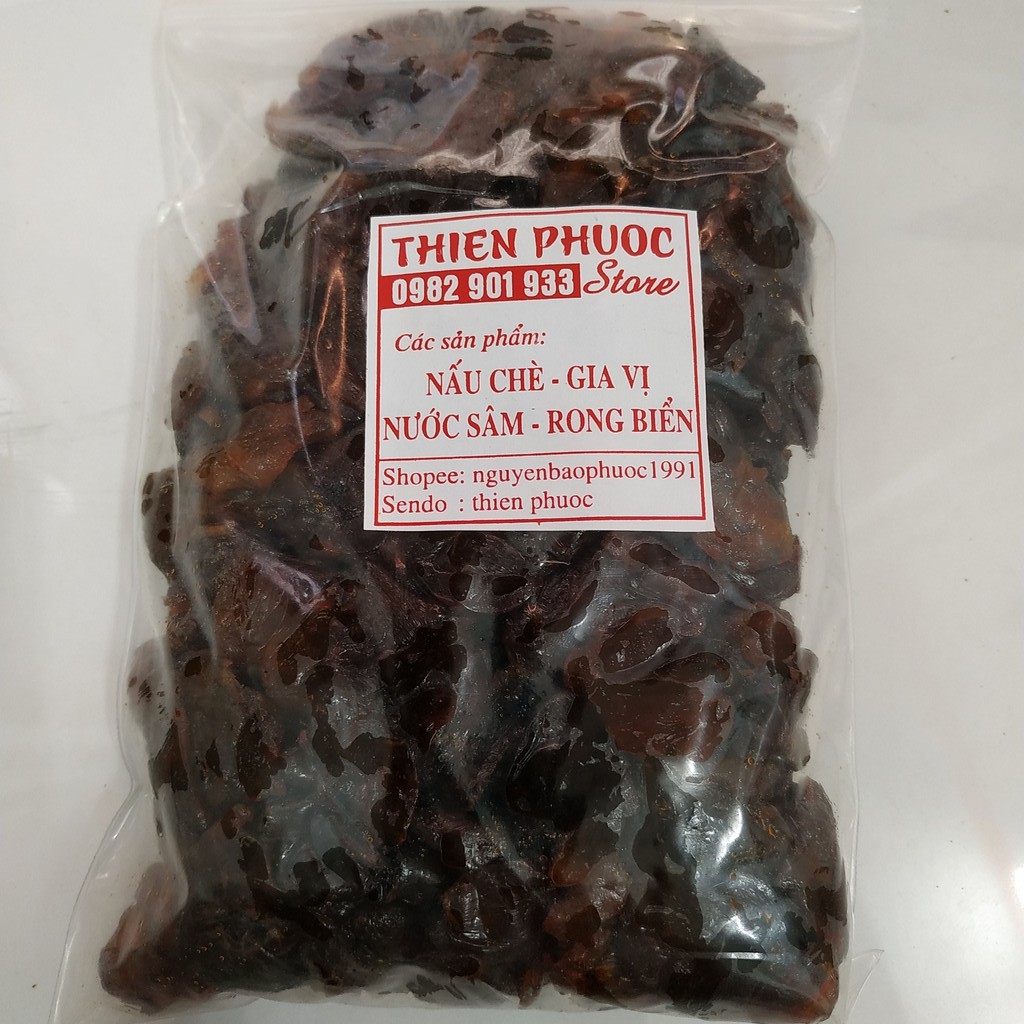 THIEN PHUOC
0982 901 933 Store
Các sản phẩm:
NẤU CHÈ - GIA VỊ
NƯỚC SÂM - RONG BIỂN
Shopee: nguyenbaophuoc1991
Sendo : thien phuoc